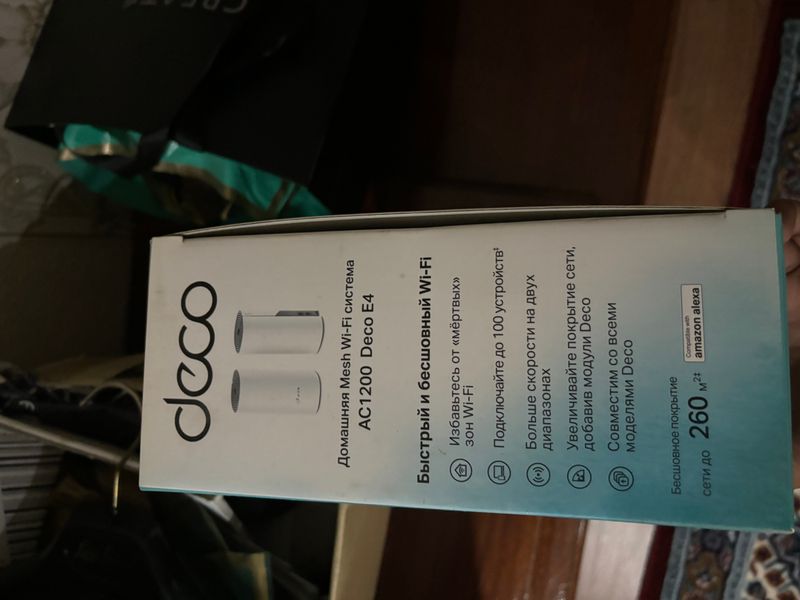 deco
Домашняя Mesh Wi-Fi система
AC1200 Deco E4
Быстрый и бесшовный Wi-Fi
Избавьтесь от «мёртвых»
зон Wi-Fi
Подключайте до 100 устройств‡
Больше скорости на двух
диапазонах
Увеличивайте покрытие сети,
добавив модули Deco
Совместим со всеми
моделями Deco
Бесшовное покрытие
сети до 260 м²‡
Compatible with
amazon alexa